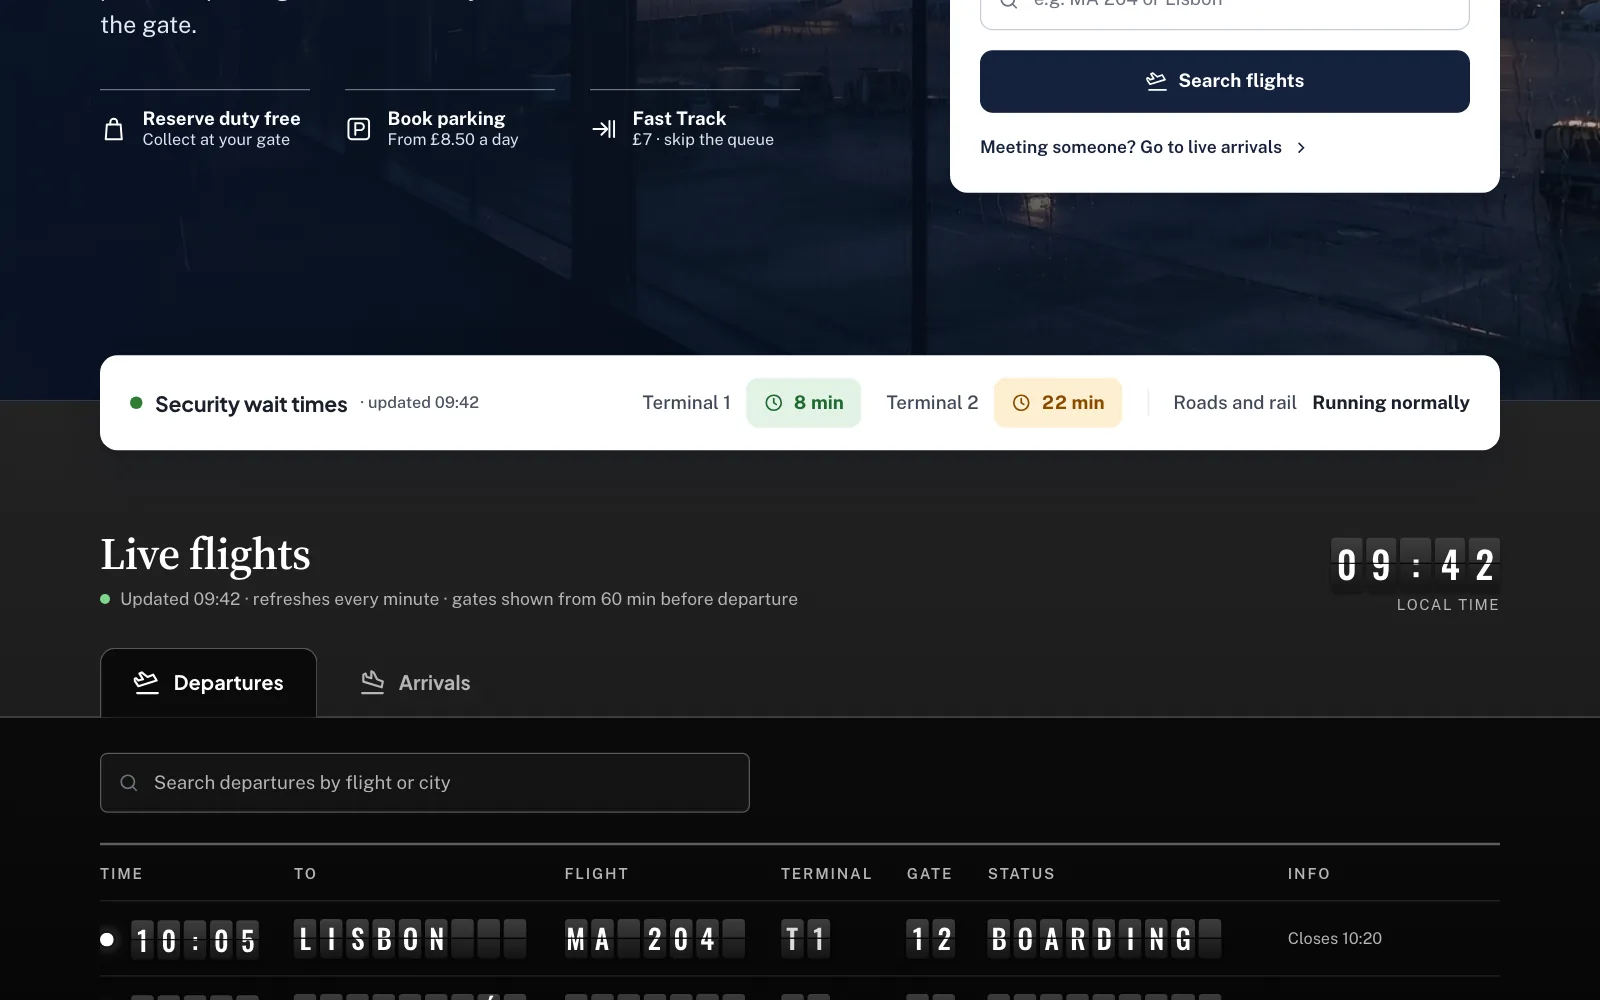 the gate.
e.g. MA 204 or Lisbon
Search flights
Meeting someone? Go to live arrivals
Reserve duty free
Collect at your gate
Book parking
From £8.50 a day
Fast Track
£7 · skip the queue
Security wait times · updated 09:42
Terminal 1 8 min
Terminal 2 22 min
Roads and rail Running normally
Live flights
Updated 09:42 · refreshes every minute · gates shown from 60 min before departure
09:42
LOCAL TIME
Departures
Arrivals
Search departures by flight or city
TIME TO FLIGHT TERMINAL GATE STATUS INFO
10:05 LISBON MA 204 T1 12 BOARDING Closes 10:20